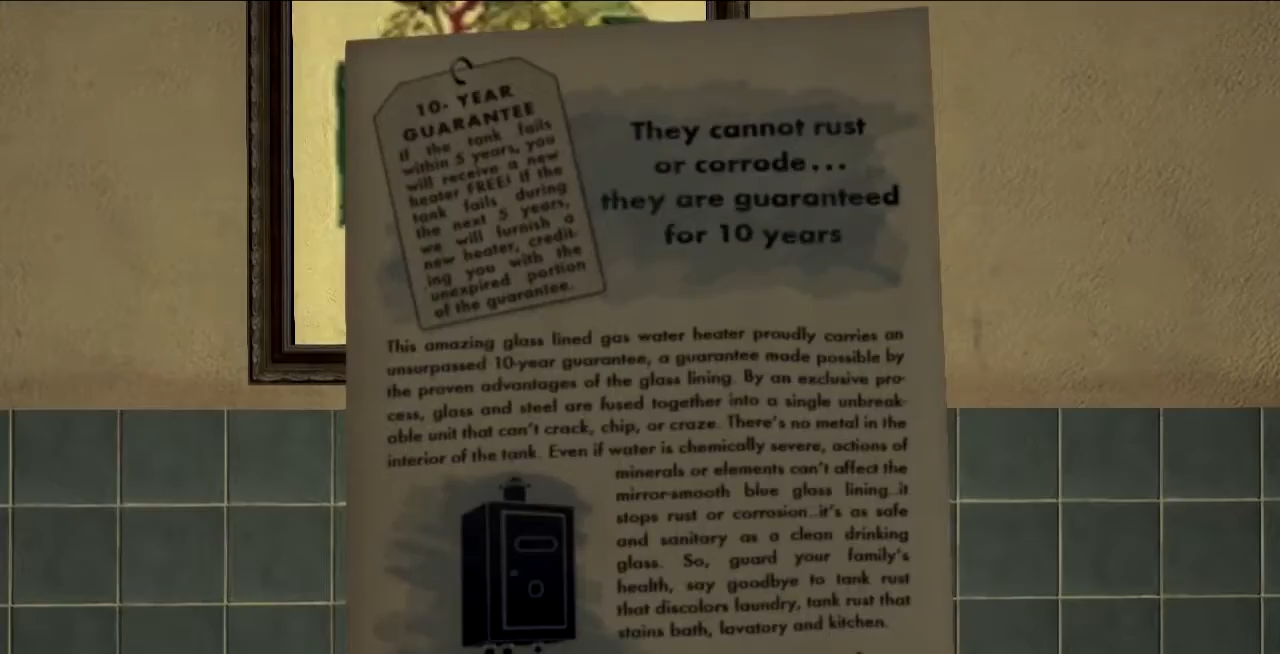 10- YEAR
GUARANTEE
If the tank fails
within 5 years, you
will receive a new
heater FREE! If the
tank fails during
the next 5 years,
we will furnish a
new heater, credit-
ing you with the
unexpired portion
of the guarantee.
They cannot rust
or corrode...
they are guaranteed
for 10 years
This amazing glass lined gas water heater proudly carries an
unsurpassed 10-year guarantee, a guarantee made possible by
the proven advantages of the glass lining. By an exclusive pro-
cess, glass and steel are fused together into a single unbreak-
able unit that can't crack, chip, or craze. There's no metal in the
interior of the tank. Even if water is chemically severe, actions of
minerals or elements can't affect the
mirror-smooth blue glass lining..it
stops rust or corrosion..it's as safe
and sanitary as a clean drinking
glass. So, guard your family's
health, say goodbye to tank rust
that discolors laundry, tank rust that
stains bath, lavatory and kitchen.